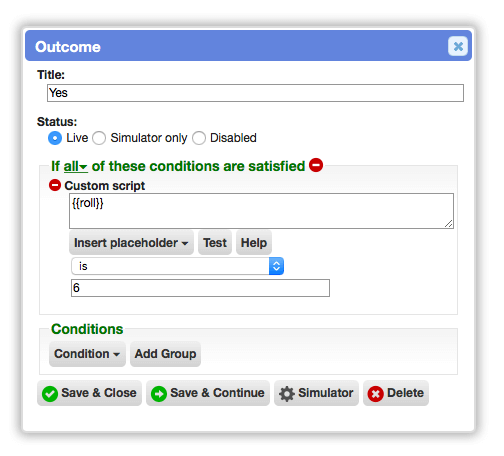 Outcome
Title:
Yes
Status:
Live Simulator only Disabled
If all of these conditions are satisfied
Custom script
{{roll}}
Insert placeholder Test Help
is
6
Conditions
Condition Add Group
Save & Close Save & Continue Simulator Delete